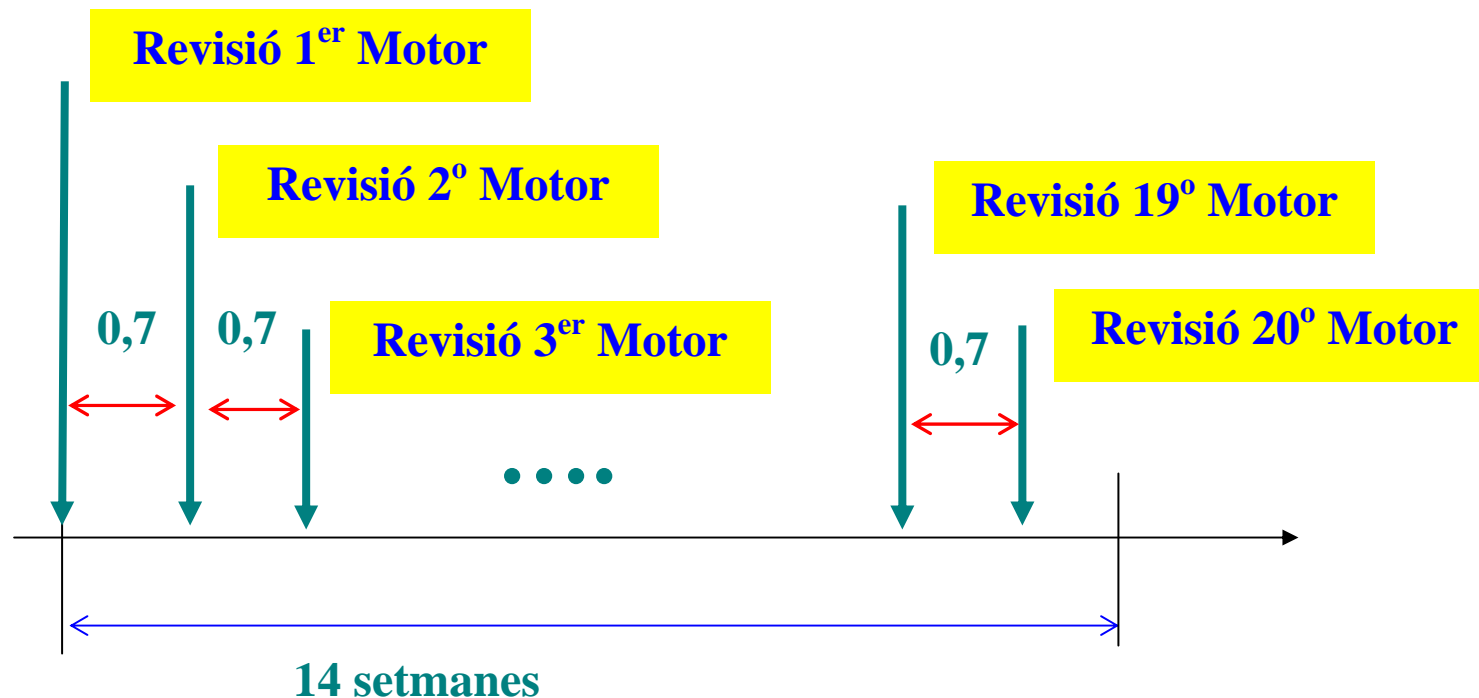 Revisió 1er Motor
Revisió 2º Motor
Revisió 19º Motor
0,7
0,7
Revisió 3er Motor
0,7
Revisió 20º Motor
14 setmanes